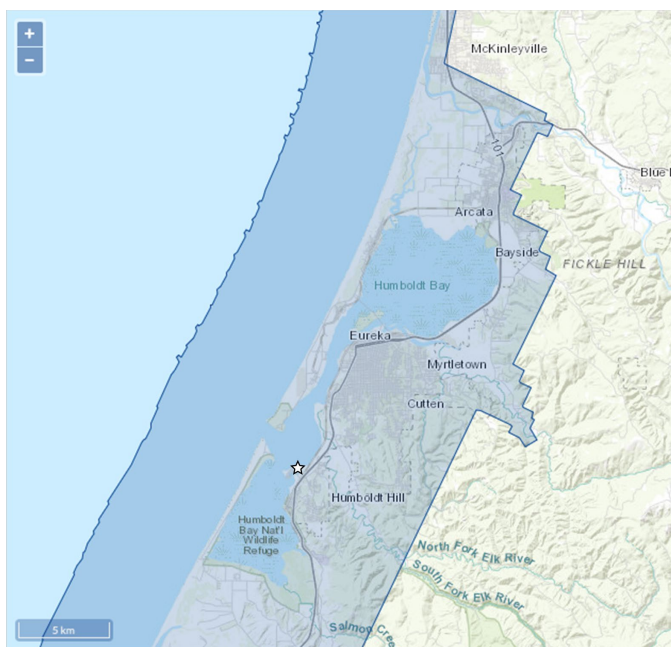 +
−
McKinleyville
101
Blue
Arcata
Bayside
FICKLE HILL
Humboldt Bay
Eureka
Myrtletown
Cutten
Humboldt Hill
Humboldt
Bay Nat'l
Wildlife
Refuge
North Fork Elk River
South Fork Elk River
Salmon Cree
5 km